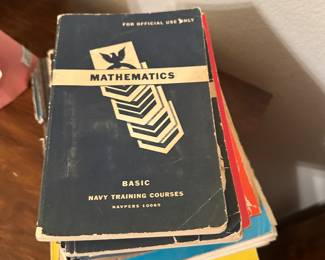 FOR OFFICIAL USE ONLY
MATHEMATICS
BASIC
NAVY TRAINING COURSES
NAVPERS 10069